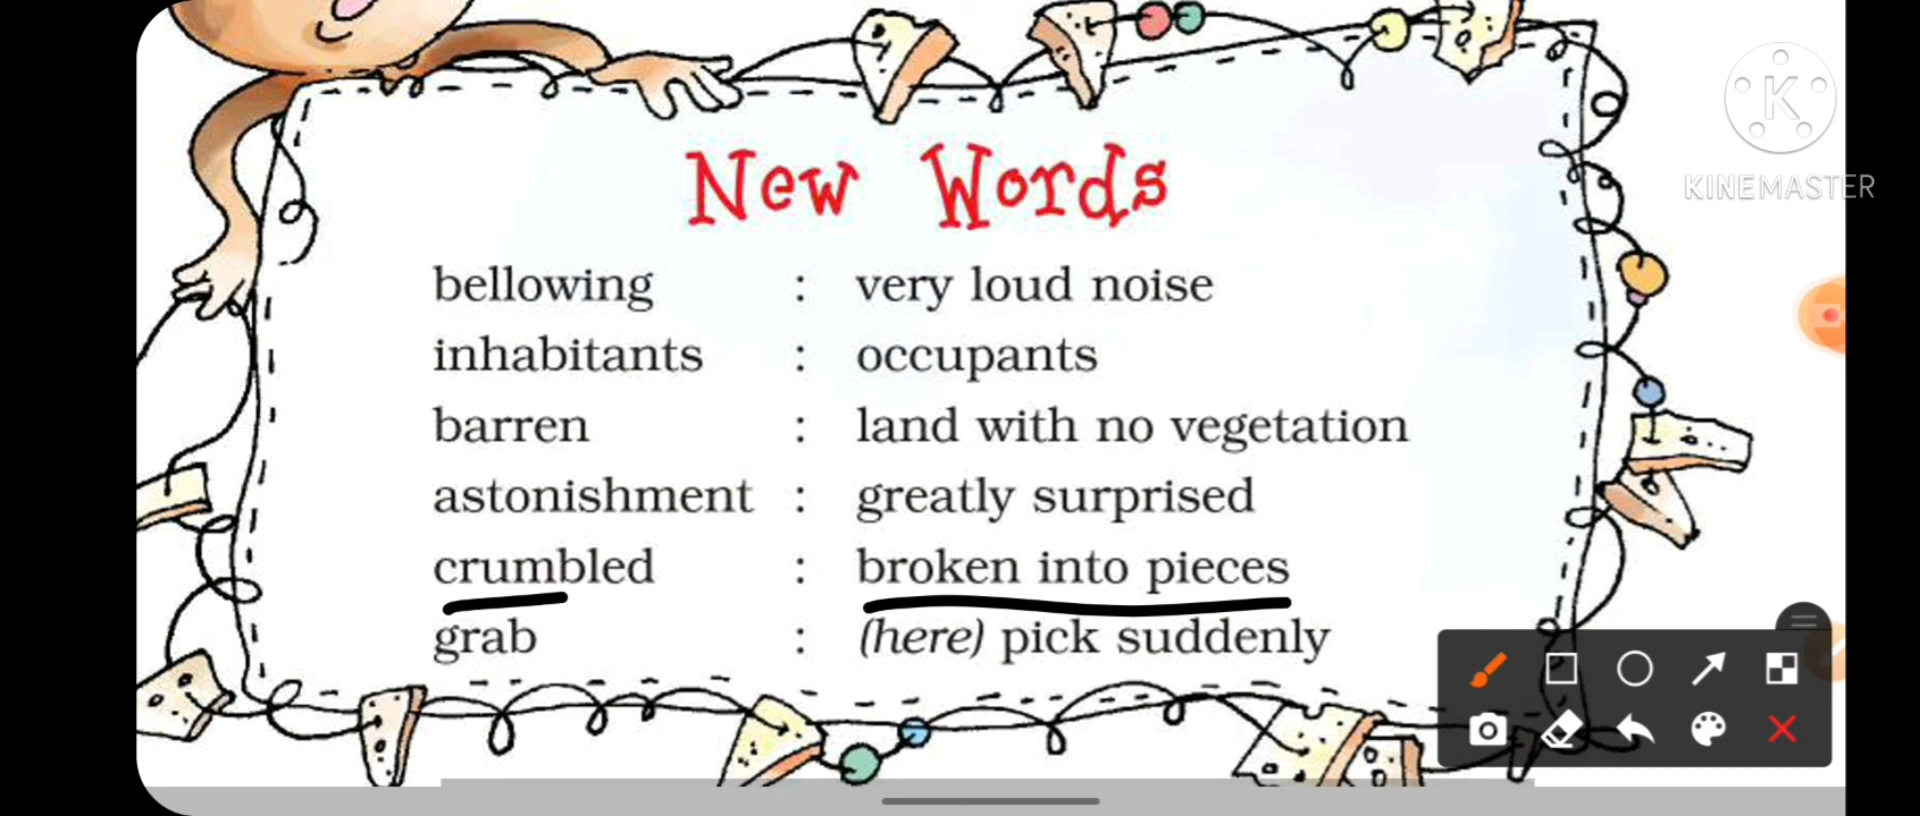 New Words
bellowing : very loud noise
inhabitants : occupants
barren : land with no vegetation
astonishment : greatly surprised
crumbled : broken into pieces
grab : (here) pick suddenly
K
KINEMASTER